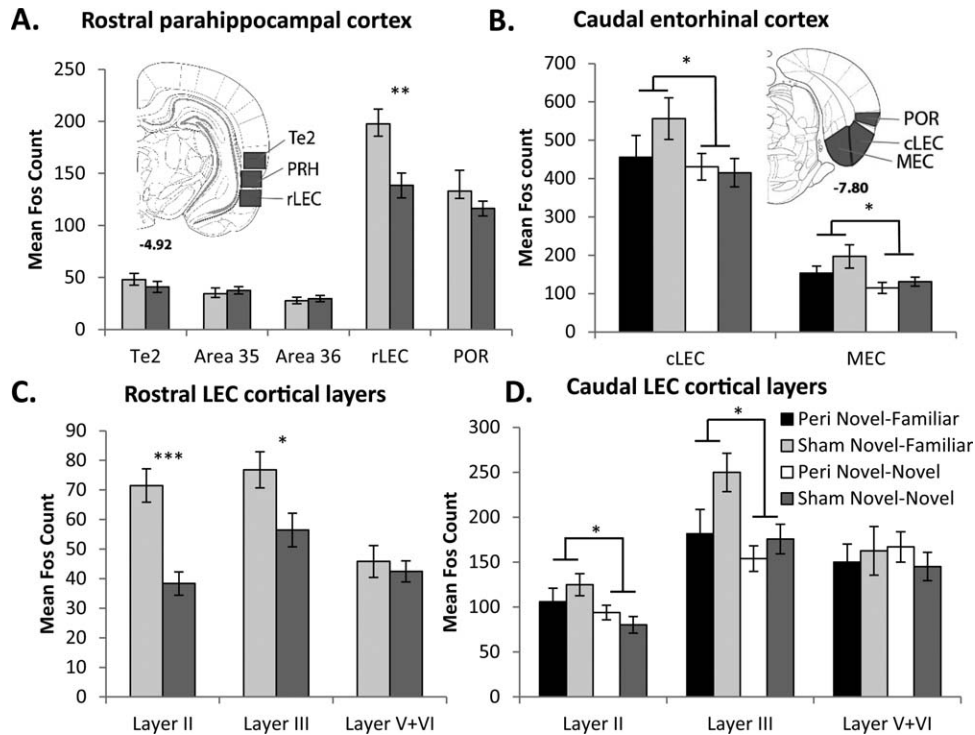 A. Rostral parahippocampal cortex
Mean Fos Count
250
200
150
100
50
0
Te2
PRH
rLEC
-4.92
**
Te2 Area 35 Area 36 rLEC POR
B. Caudal entorhinal cortex
Mean Fos count
700
600
500
400
300
200
100
0
*
*
POR
cLEC
MEC
-7.80
cLEC MEC
C. Rostral LEC cortical layers
Mean Fos Count
90
80
70
60
50
40
30
20
10
0
***
*
Layer II Layer III Layer V+VI
D. Caudal LEC cortical layers
Mean Fos Count
300
250
200
150
100
50
0
*
*
Peri Novel-Familiar
Sham Novel-Familiar
Peri Novel-Novel
Sham Novel-Novel
Layer II Layer III Layer V+VI